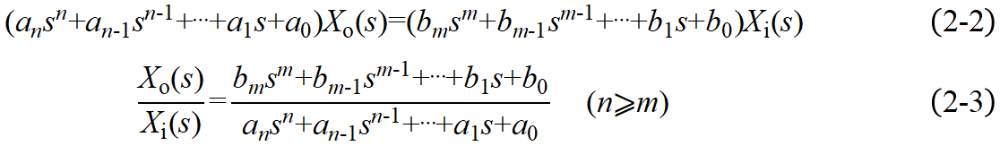 (aₙsⁿ+aₙ₋₁sⁿ⁻¹+···+a₁s+a₀)Xₒ(s)=(bₘsᵐ+bₘ₋₁sᵐ⁻¹+···+b₁s+b₀)Xᵢ(s) (2-2)
Xₒ(s)/Xᵢ(s)=(bₘsᵐ+bₘ₋₁sᵐ⁻¹+···+b₁s+b₀)/(aₙsⁿ+aₙ₋₁sⁿ⁻¹+···+a₁s+a₀) (n⩾m) (2-3)